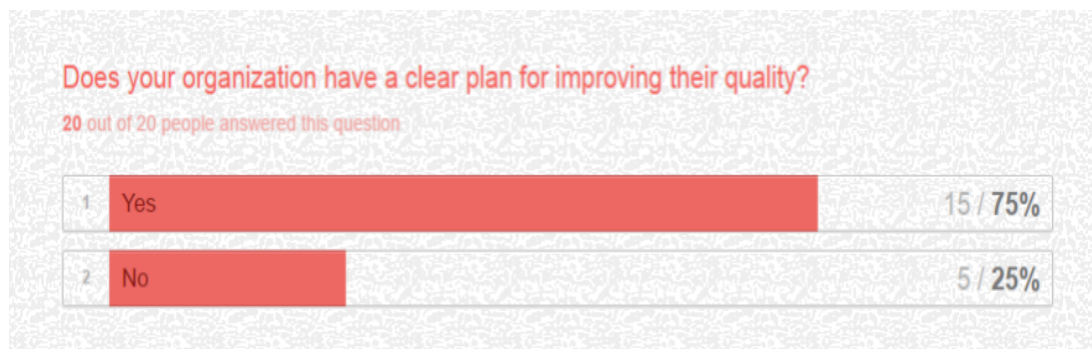 Does your organization have a clear plan for improving their quality?
20 out of 20 people answered this question
1 Yes 15 / 75%
2 No 5 / 25%